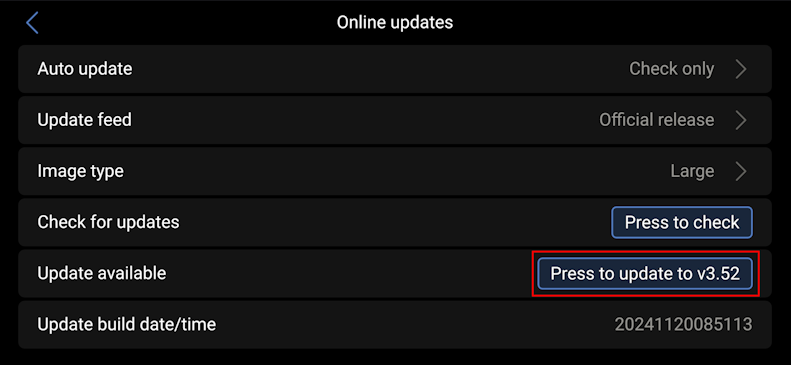 Online updates
Auto update Check only
Update feed Official release
Image type Large
Check for updates Press to check
Update available Press to update to v3.52
Update build date/time 20241120085113